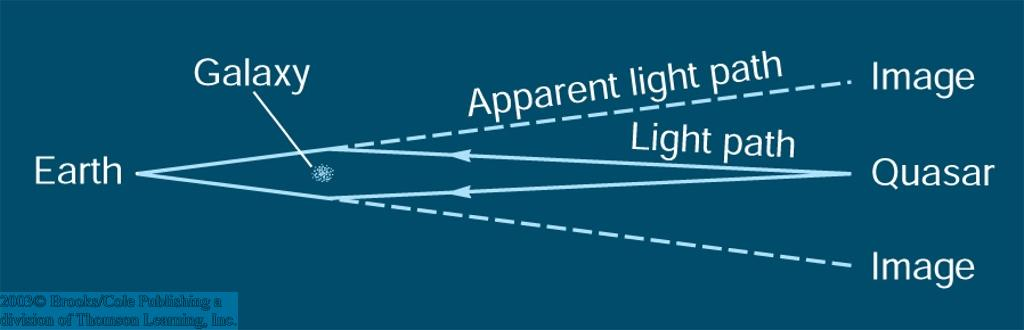 Galaxy
Apparent light path
Image
Light path
Earth
Quasar
Image
2003© Brooks/Cole Publishing a
division of Thomson Learning, Inc.